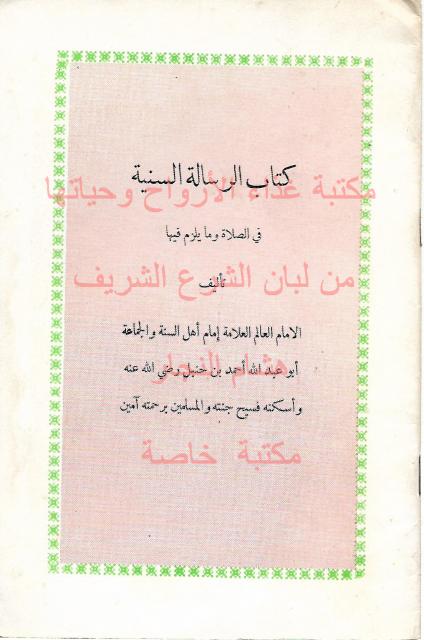 كتاب الرسالة السنية
مكتبة غذاء الأرواح وحياتها
في الصلاة وما يلزم فيها
من لبان الشرع الشريف
تأليف
الامام العالم العلامة إمام أهل السنة والجماعة
أبو عبد الله أحمد بن حنبل رضي الله عنه
هشام النجار
وأسكنه فسيح جنته والمسلمين برحمته آمين
مكتبة خاصة